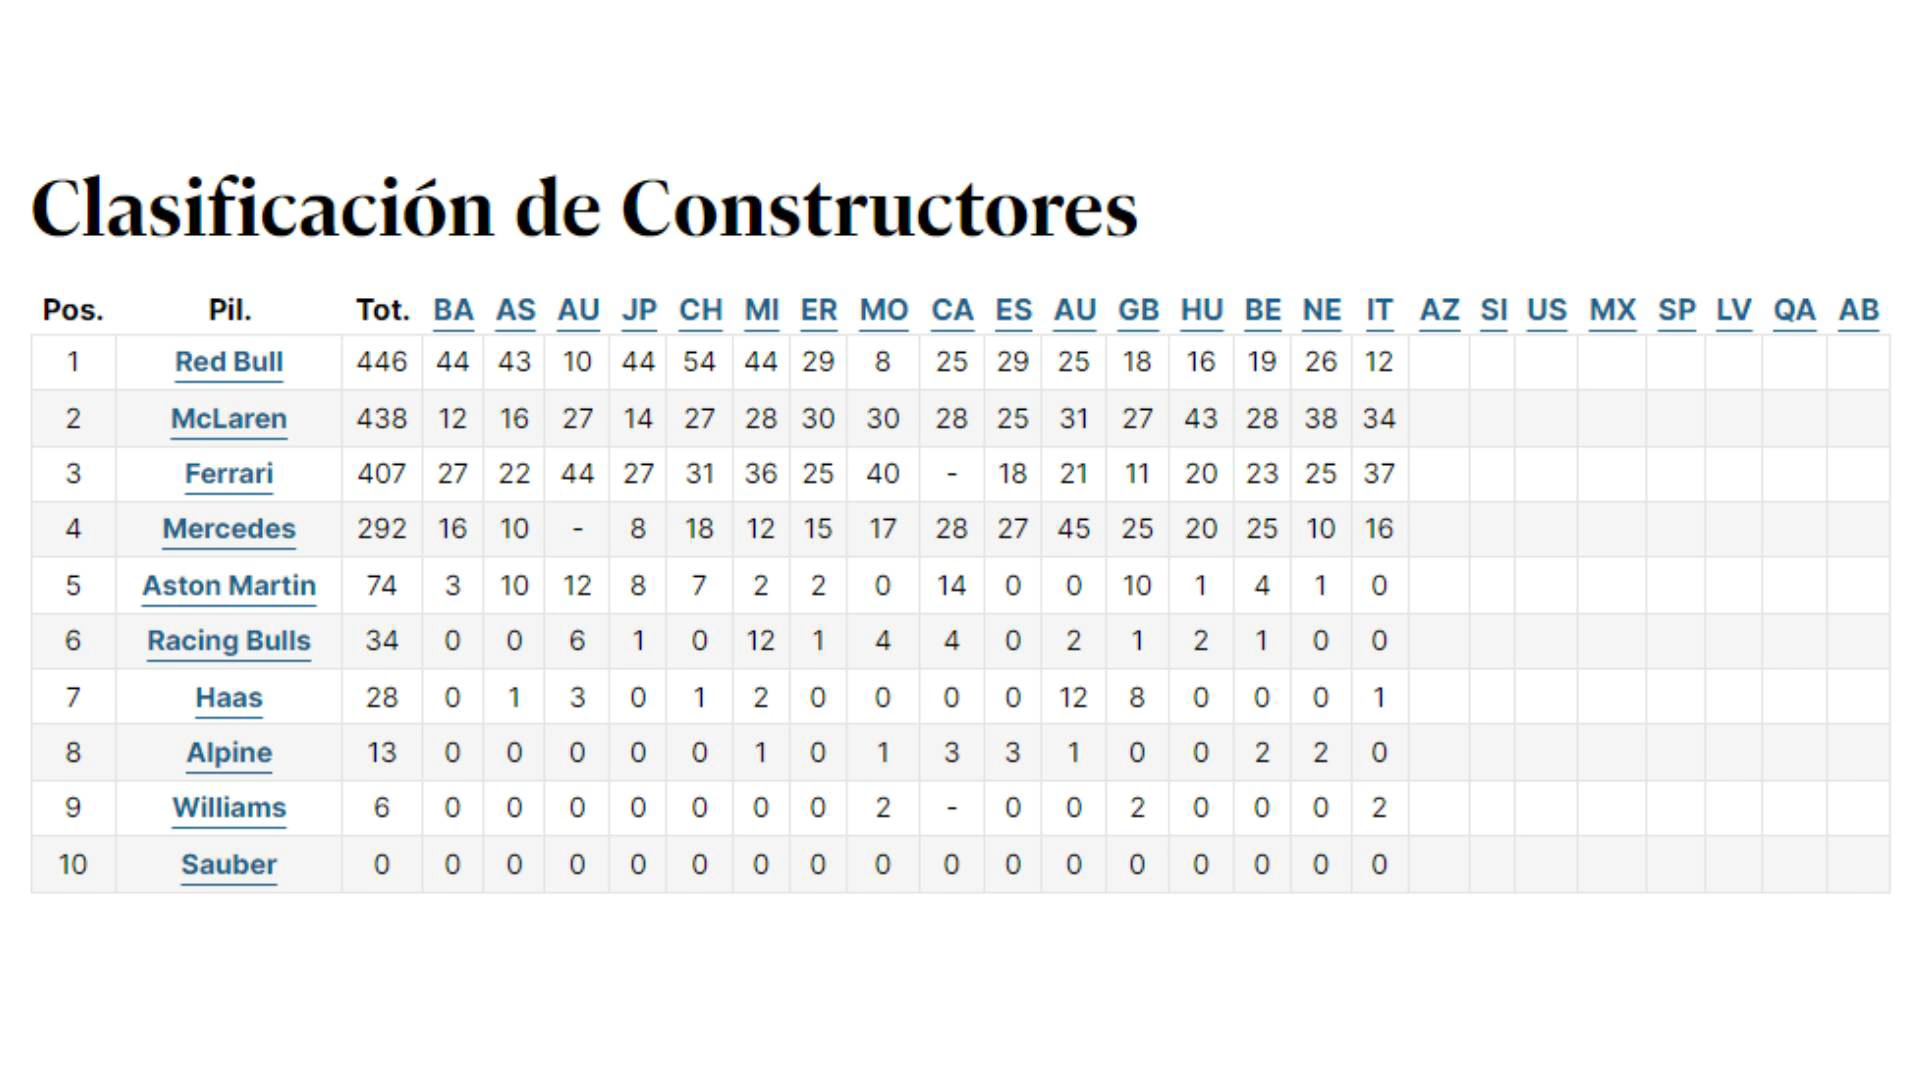 Clasificación de Constructores
Pos. Pil. Tot. BA AS AU JP CH MI ER MO CA ES AU GB HU BE NE IT AZ SI US MX SP LV QA AB
1 Red Bull 446 44 43 10 44 54 44 29 8 25 29 25 18 16 19 26 12
2 McLaren 438 12 16 27 14 27 28 30 30 28 25 31 27 43 28 38 34
3 Ferrari 407 27 22 44 27 31 36 25 40 - 18 21 11 20 23 25 37
4 Mercedes 292 16 10 - 8 18 12 15 17 28 27 45 25 20 25 10 16
5 Aston Martin 74 3 10 12 8 7 2 2 0 14 0 0 10 1 4 1 0
6 Racing Bulls 34 0 0 6 1 0 12 1 4 4 0 2 1 2 1 0 0
7 Haas 28 0 1 3 0 1 2 0 0 0 0 12 8 0 0 0 1
8 Alpine 13 0 0 0 0 0 1 0 1 3 3 1 0 0 2 2 0
9 Williams 6 0 0 0 0 0 0 0 2 - 0 0 2 0 0 0 2
10 Sauber 0 0 0 0 0 0 0 0 0 0 0 0 0 0 0 0 0